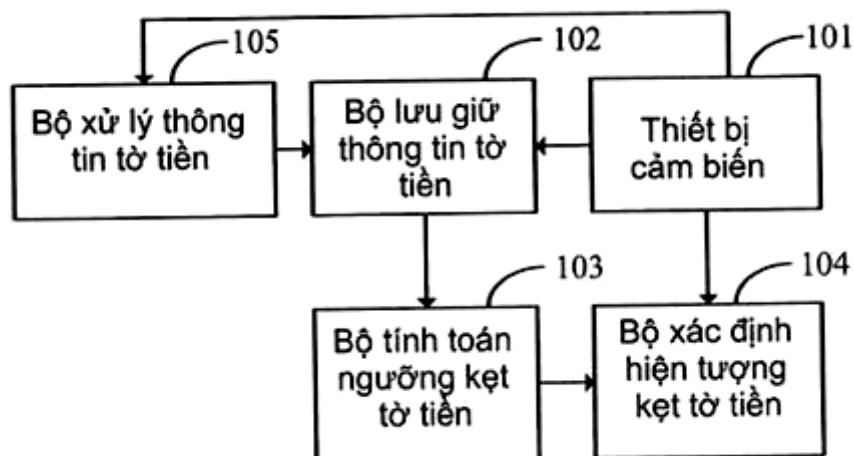 105
102
101
Bộ xử lý thông
tin tờ tiền
Bộ lưu giữ
thông tin tờ
tiền
Thiết bị
cảm biến
103
104
Bộ tính toán
ngưỡng kẹt
tờ tiền
Bộ xác định
hiện tượng
kẹt tờ tiền